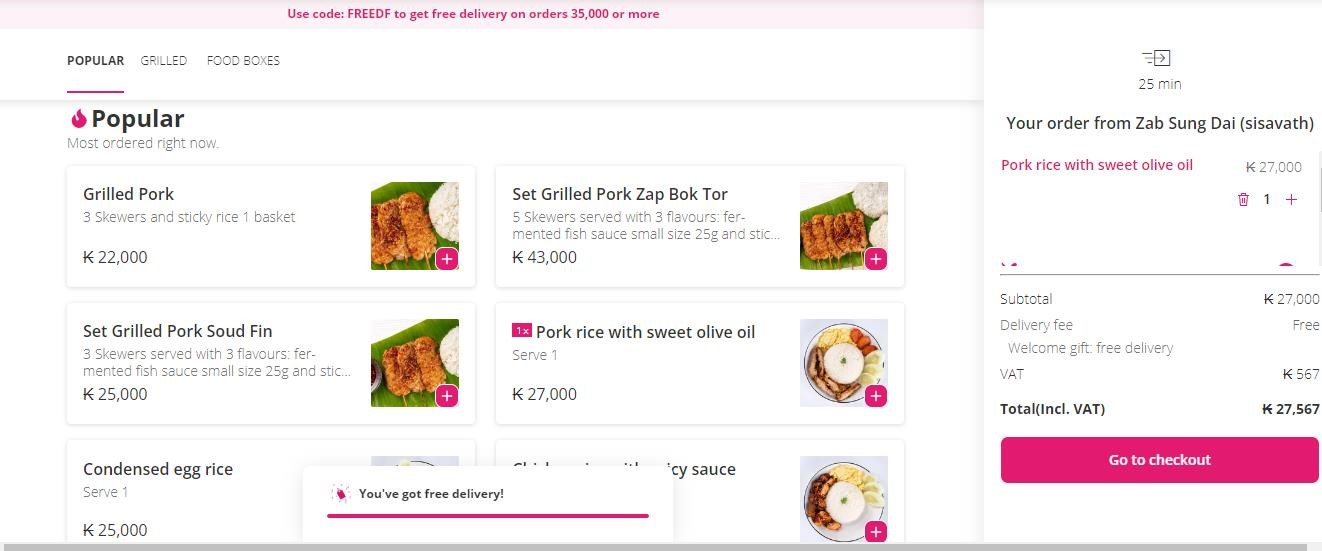 Use code: FREEDF to get free delivery on orders 35,000 or more
POPULAR GRILLED FOOD BOXES
Popular
Most ordered right now.
Grilled Pork
3 Skewers and sticky rice 1 basket
₭ 22,000
Set Grilled Pork Zap Bok Tor
5 Skewers served with 3 flavours: fer-
mented fish sauce small size 25g and stic...
₭ 43,000
Set Grilled Pork Soud Fin
3 Skewers served with 3 flavours: fer-
mented fish sauce small size 25g and stic...
₭ 25,000
1x Pork rice with sweet olive oil
Serve 1
₭ 27,000
Condensed egg rice
Serve 1
₭ 25,000
sauce
You've got free delivery!
25 min
Your order from Zab Sung Dai (sisavath)
Pork rice with sweet olive oil ₭ 27,000
1
Subtotal ₭ 27,000
Delivery fee Free
Welcome gift: free delivery
VAT ₭ 567
Total(Incl. VAT) ₭ 27,567
Go to checkout